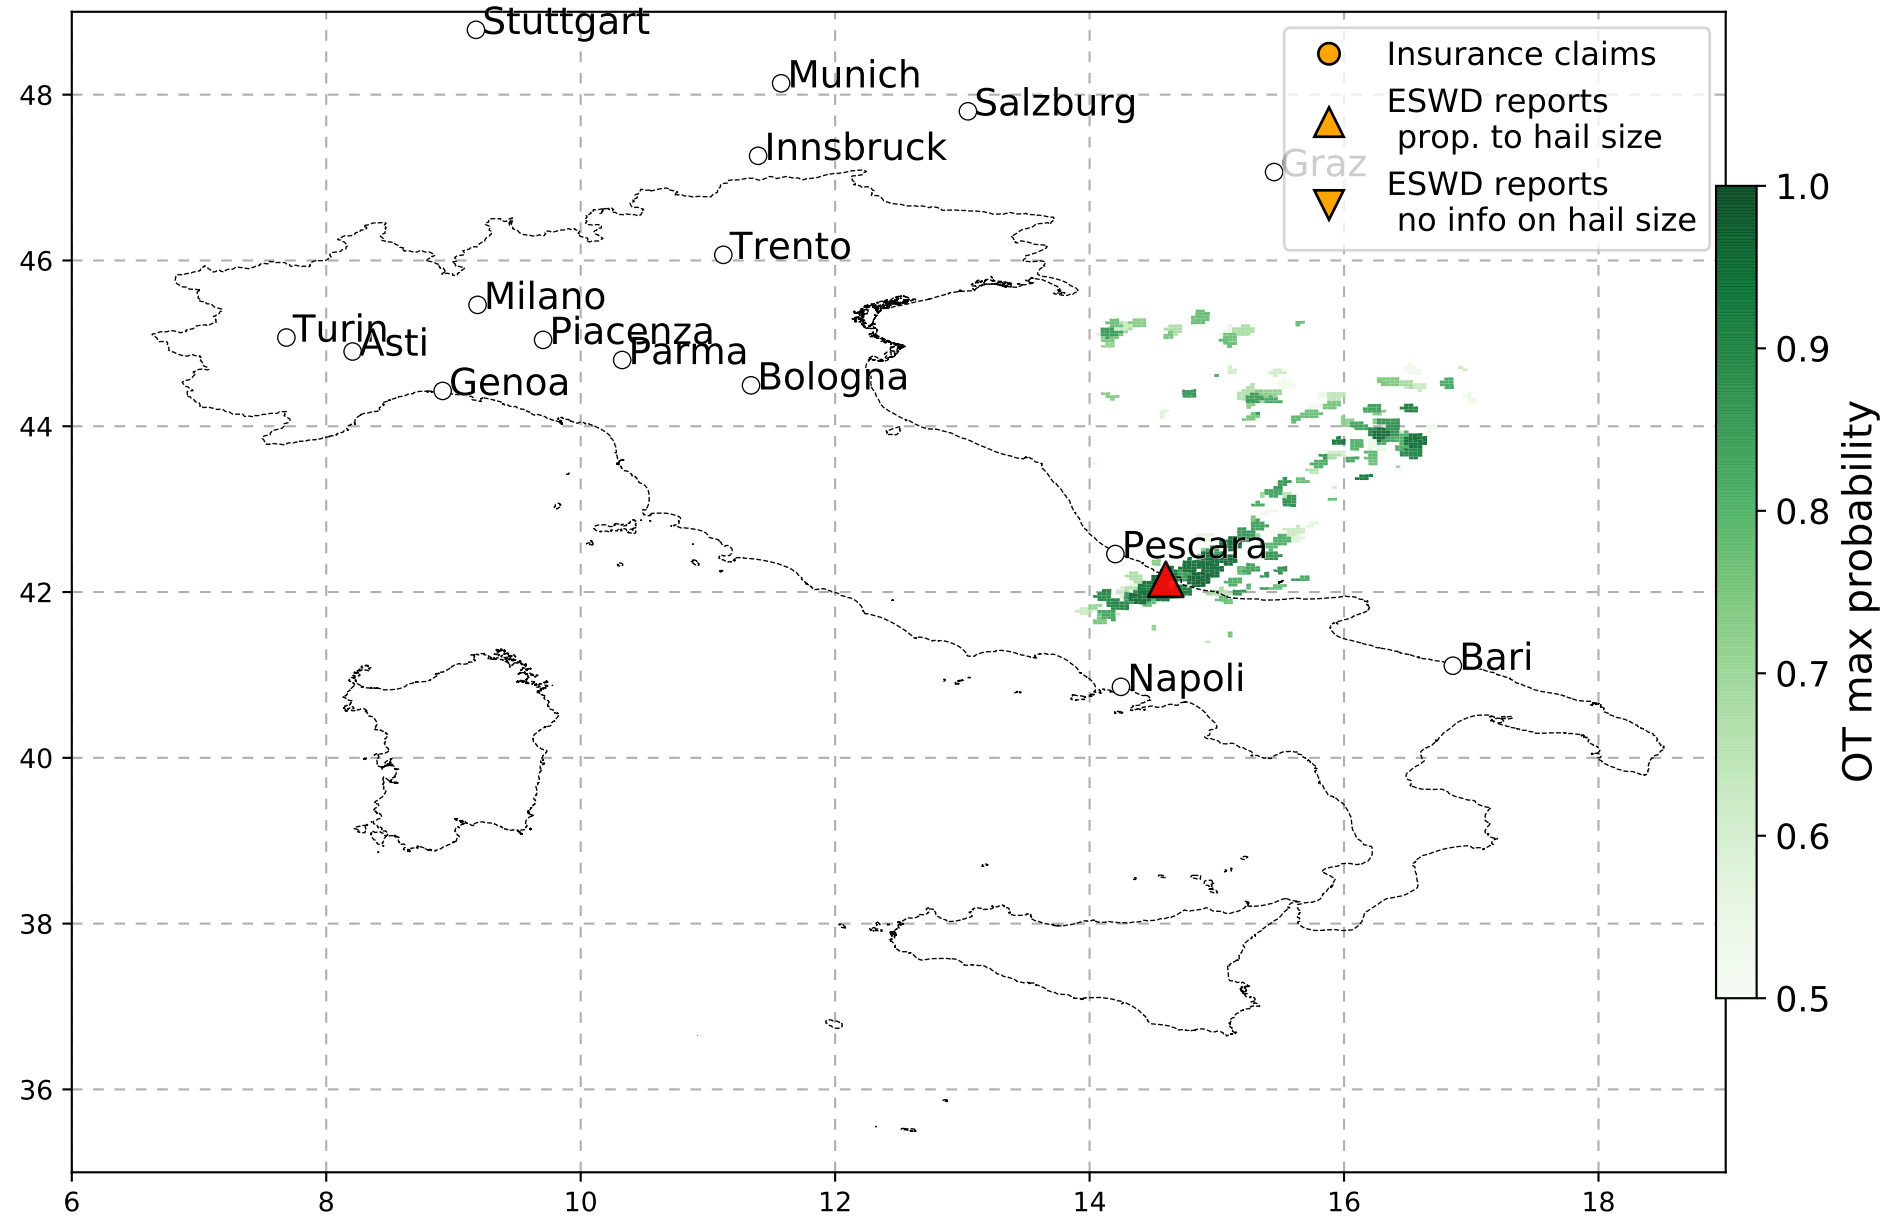 Stuttgart
Munich
Salzburg
Innsbruck
Graz
Trento
Milano
Turin
Asti
Piacenza
Parma
Genoa
Bologna
Pescara
Napoli
Bari
Insurance claims
ESWD reports
prop. to hail size
ESWD reports
no info on hail size
48
46
44
42
40
38
36
6
8
10
12
14
16
18
1.0
0.9
0.8
0.7
0.6
0.5
OT max probability